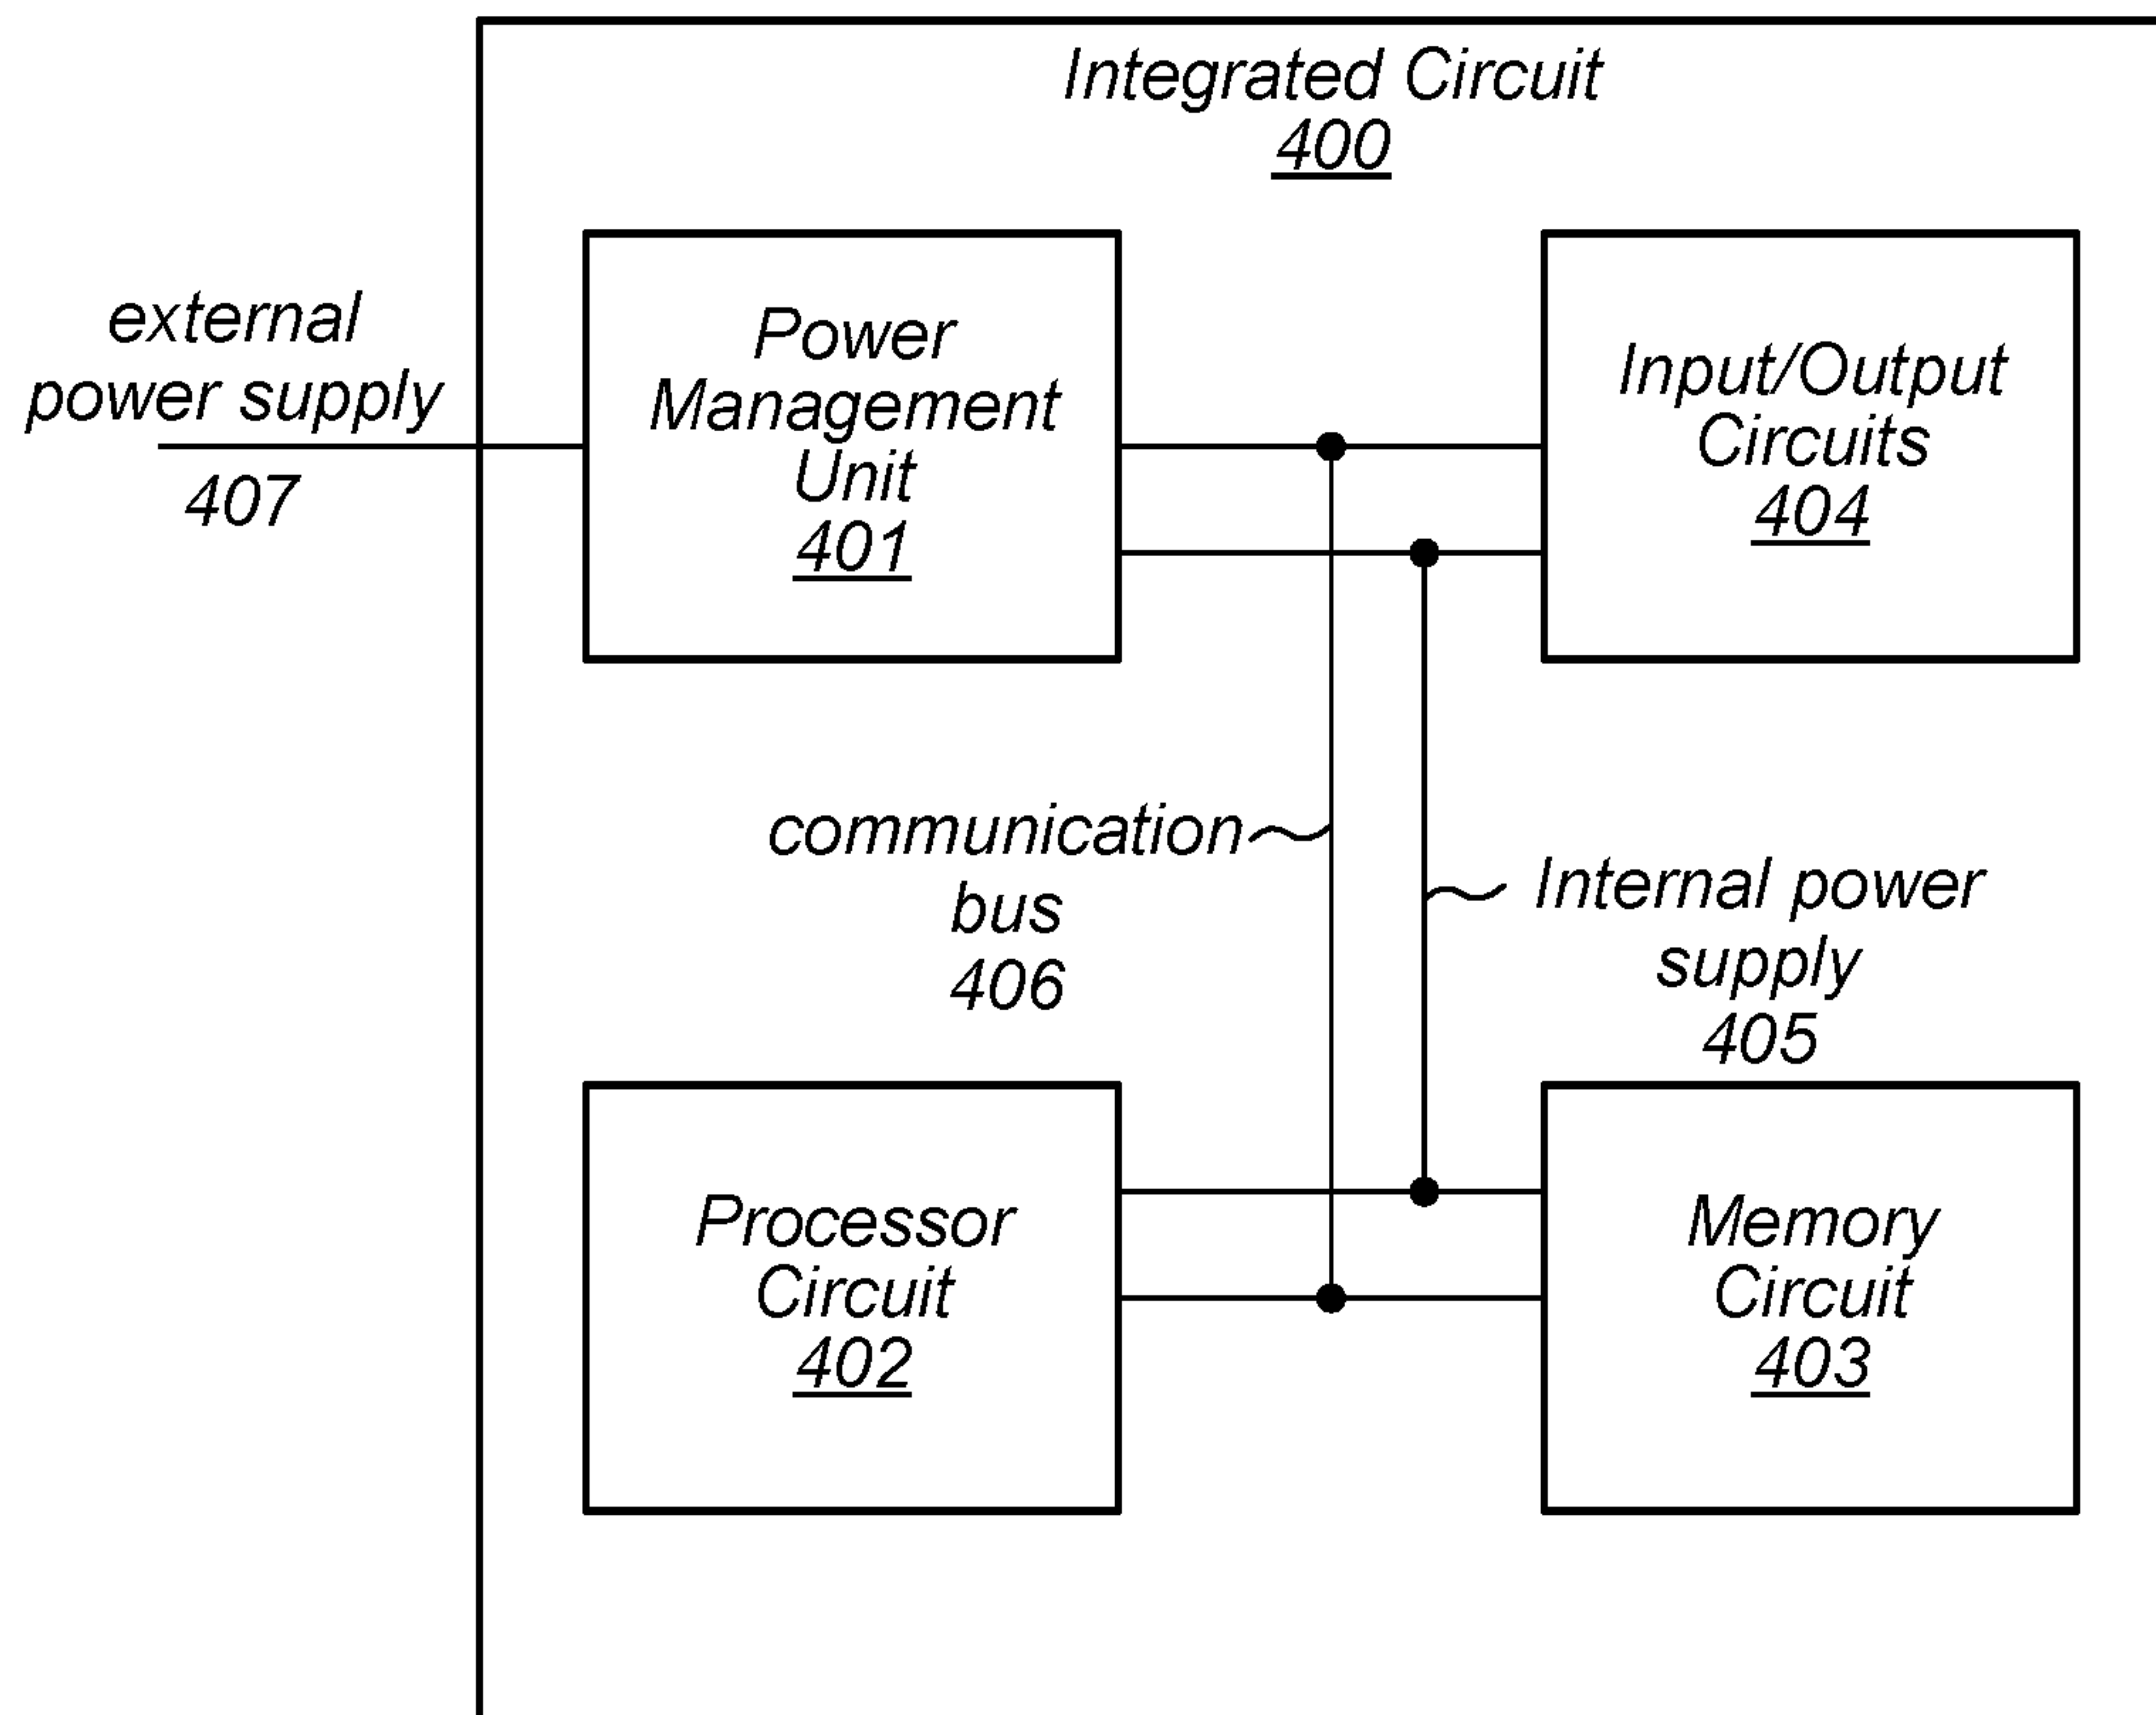 Integrated Circuit
400
external
power supply
407
Power
Management
Unit
401
Input/Output
Circuits
404
communication
bus
406
Internal power
supply
405
Processor
Circuit
402
Memory
Circuit
403